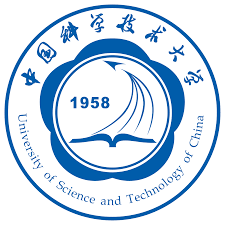 中国科学技术大学
1958
University of Science and Technology of China